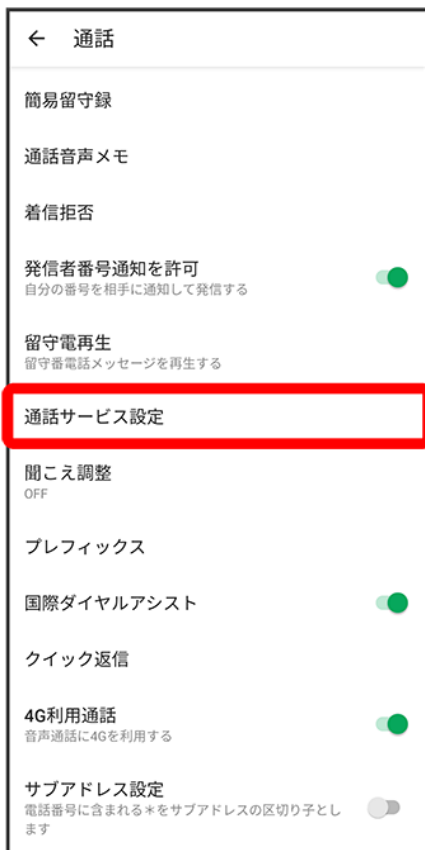 ← 通話
簡易留守録
通話音声メモ
着信拒否
発信者番号通知を許可
自分の番号を相手に通知して発信する
留守電再生
留守番電話メッセージを再生する
通話サービス設定
聞こえ調整
OFF
プレフィックス
国際ダイヤルアシスト
クイック返信
4G利用通話
音声通話に4Gを利用する
サブアドレス設定
電話番号に含まれる＊をサブアドレスの区切り子とし
ます